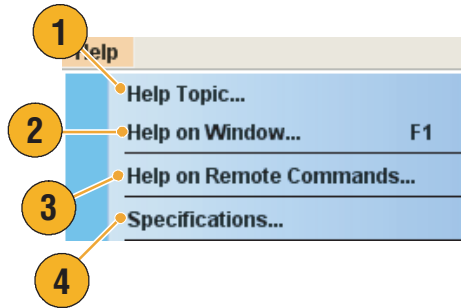 1
Help
Help Topic...
2
Help on Window... F1
Help on Remote Commands...
3
Specifications...
4